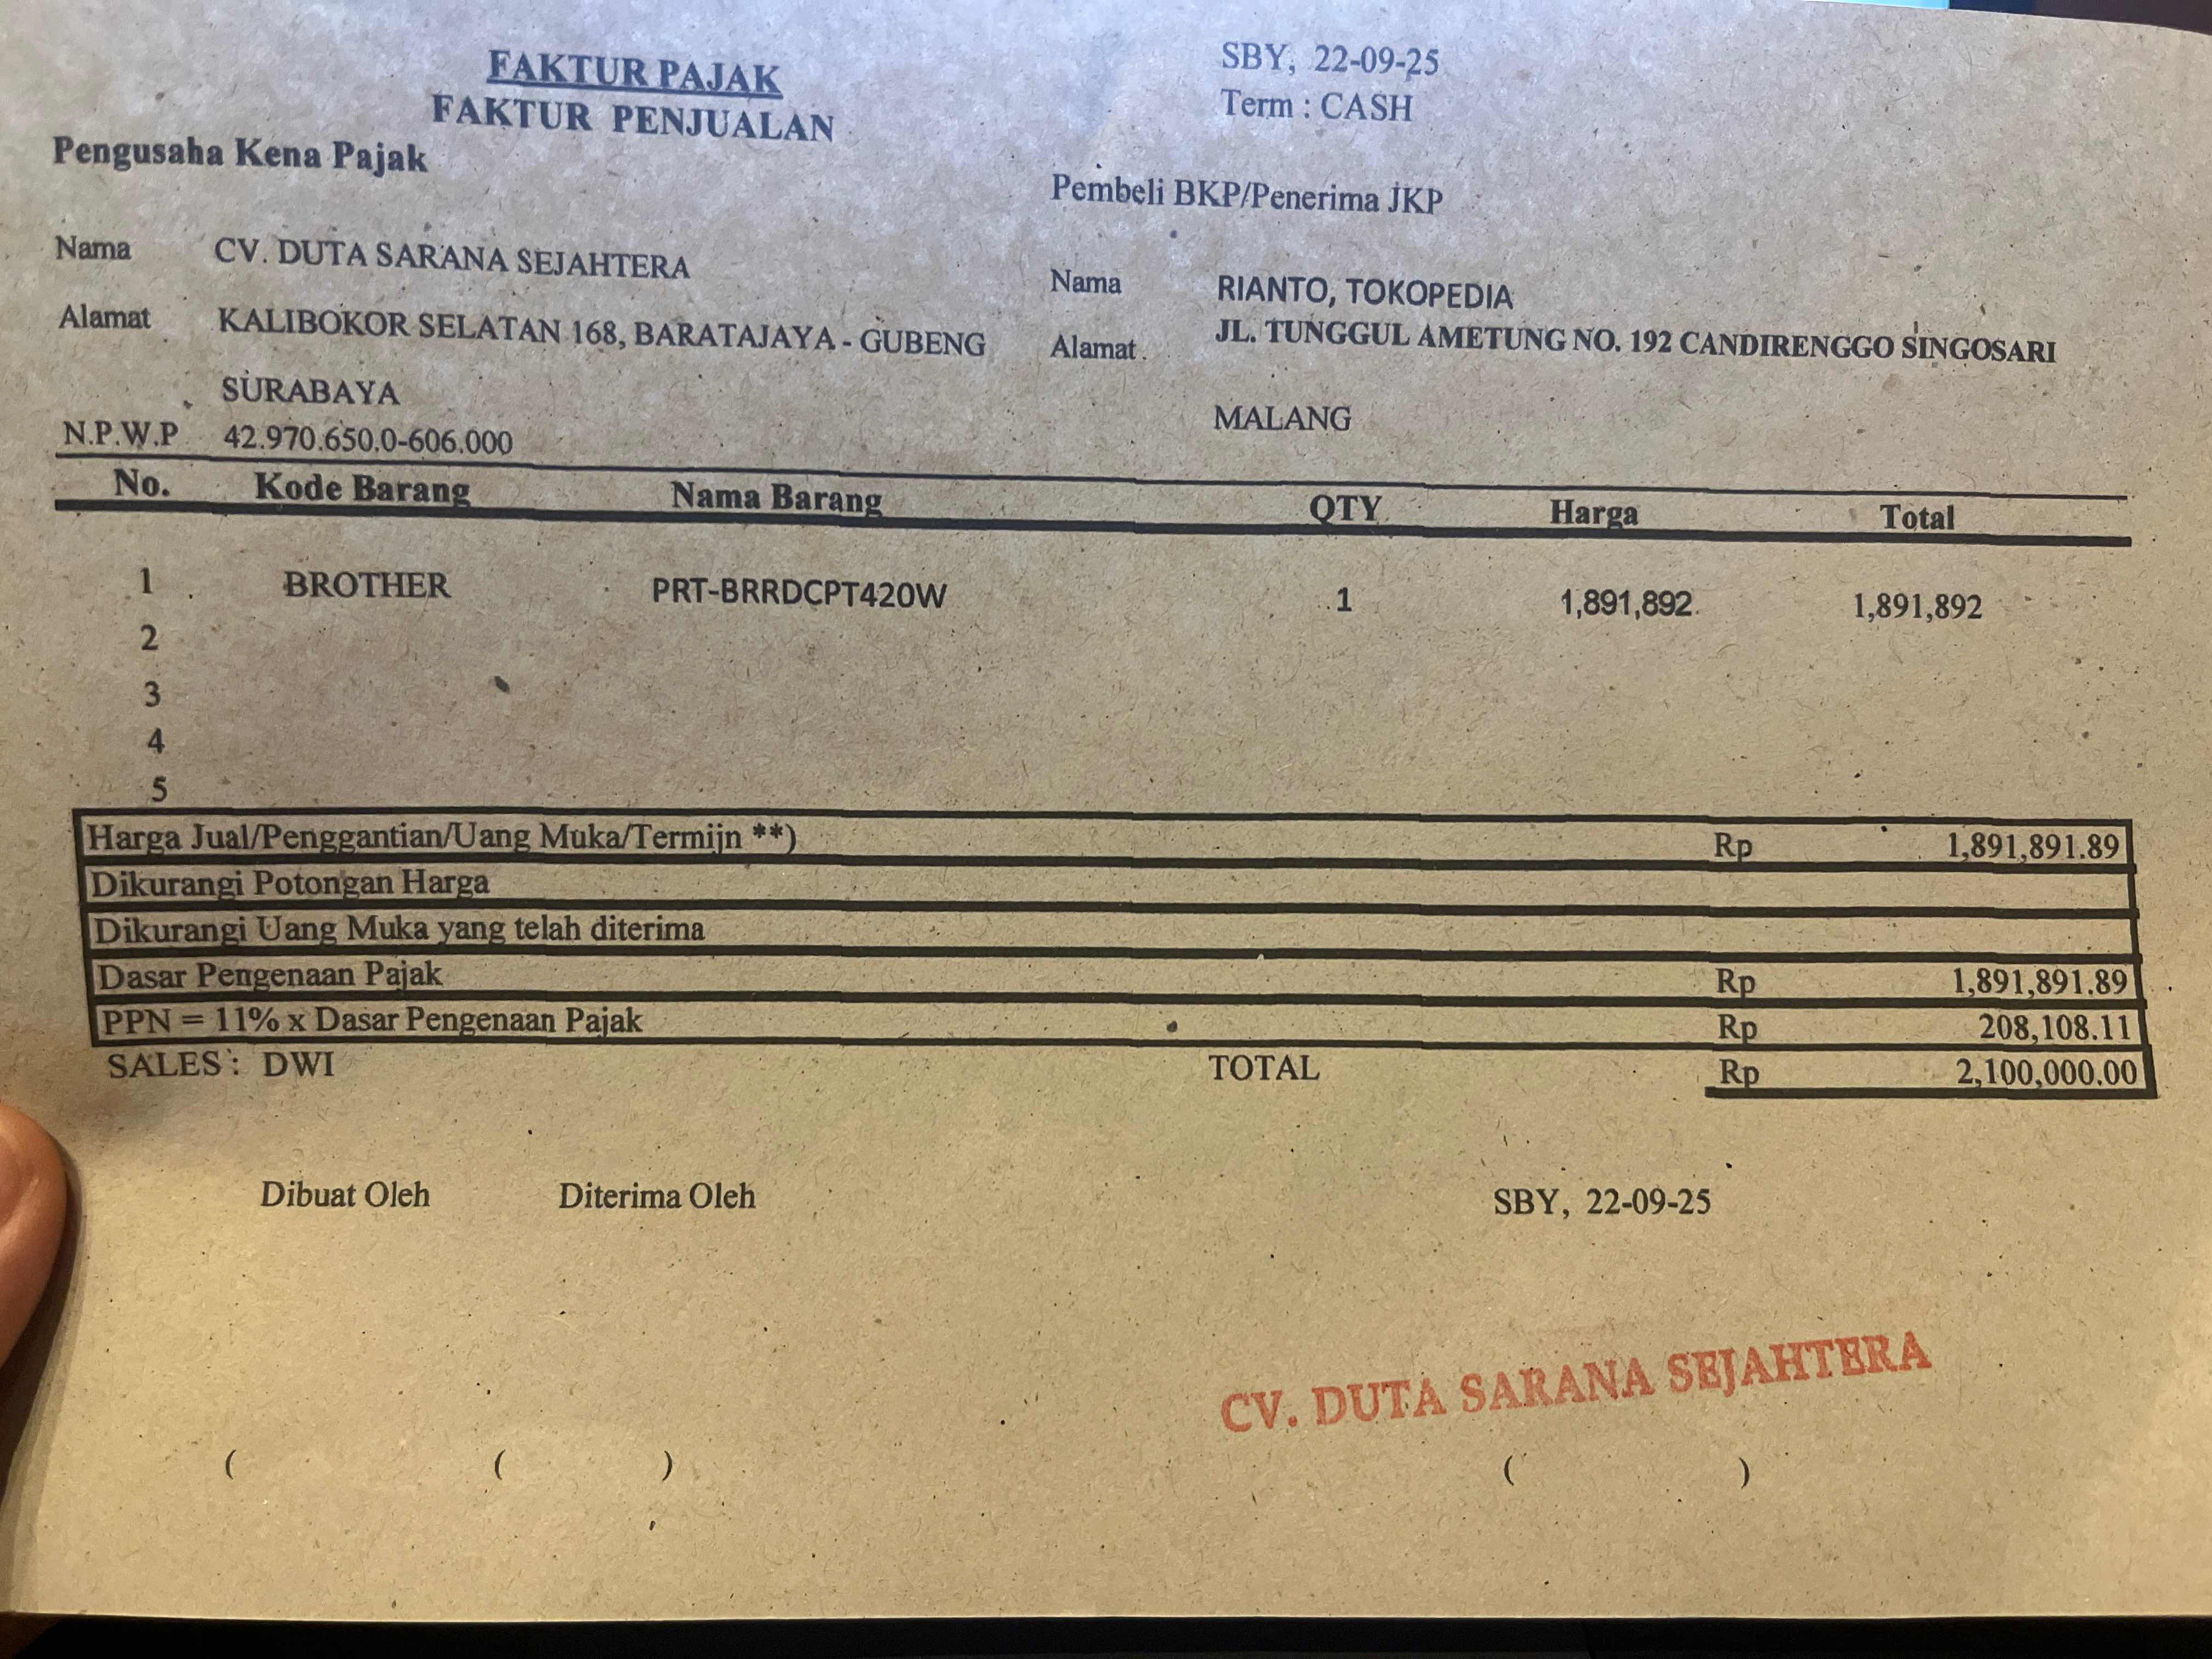 FAKTUR PAJAK
FAKTUR PENJUALAN
SBY, 22-09-25
Term : CASH
Pengusaha Kena Pajak
Pembeli BKP/Penerima JKP
Nama CV. DUTA SARANA SEJAHTERA
Alamat KALIBOKOR SELATAN 168, BARATAJAYA - GUBENG
SURABAYA
N.P.W.P 42.970.650.0-606.000
Nama RIANTO, TOKOPEDIA
Alamat JL. TUNGGUL AMETUNG NO. 192 CANDIRENGGO SINGOSARI
MALANG
No. Kode Barang Nama Barang QTY Harga Total
1 BROTHER PRT-BRRDCPT420W 1 1,891,892 1,891,892
2
3
4
5
Harga Jual/Penggantian/Uang Muka/Termijn **) Rp 1,891,891.89
Dikurangi Potongan Harga
Dikurangi Uang Muka yang telah diterima
Dasar Pengenaan Pajak Rp 1,891,891.89
PPN = 11% x Dasar Pengenaan Pajak Rp 208,108.11
SALES : DWI TOTAL Rp 2,100,000.00
Dibuat Oleh Diterima Oleh SBY, 22-09-25
CV. DUTA SARANA SEJAHTERA
( ( ) ( )